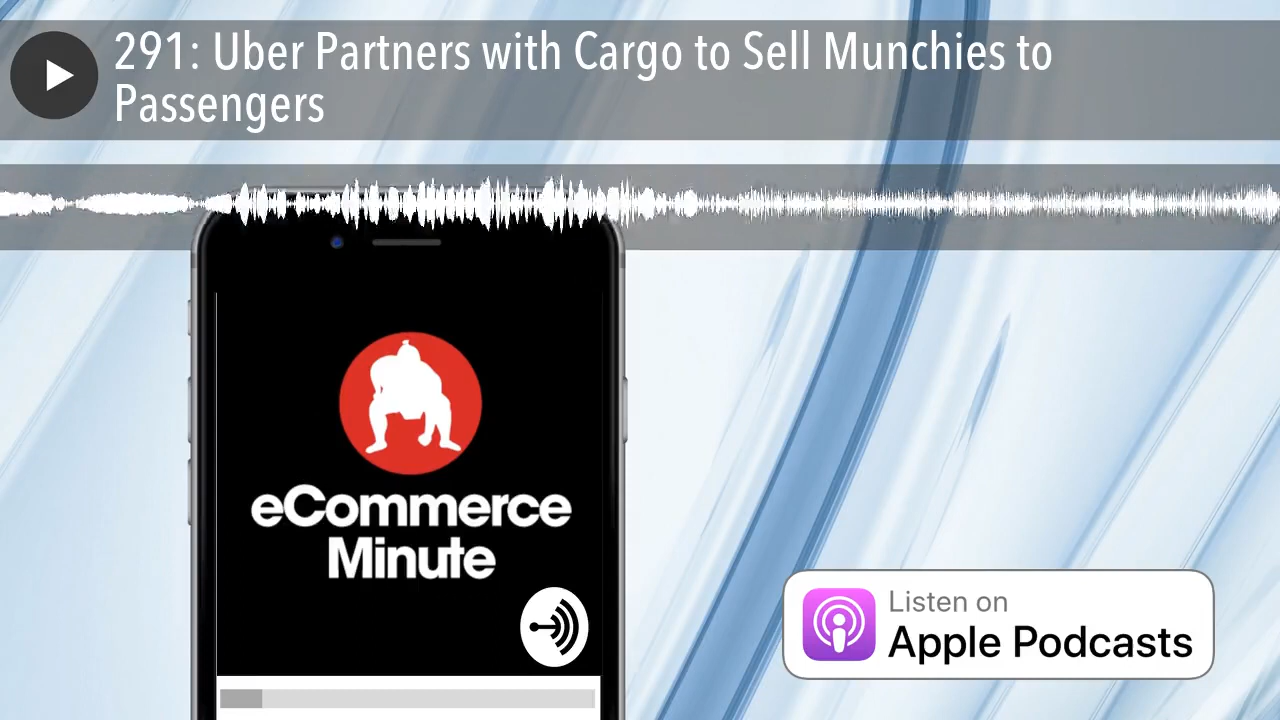 291: Uber Partners with Cargo to Sell Munchies to
Passengers
eCommerce
Minute
Listen on
Apple Podcasts